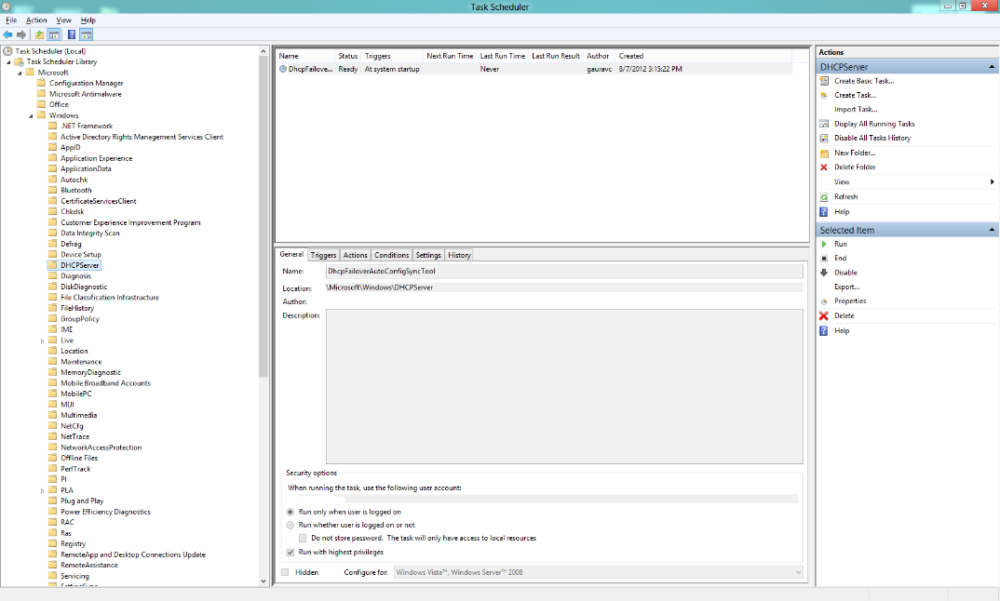 Task Scheduler
File Action View Help
Task Scheduler (Local)
Task Scheduler Library
Microsoft
Configuration Manager
Microsoft Antimalware
Office
Windows
.NET Framework
Active Directory Rights Management Services Client
AppID
Application Experience
ApplicationData
Autochk
Bluetooth
CertificateServicesClient
Chkdsk
Customer Experience Improvement Program
Data Integrity Scan
Defrag
Device Setup
DHCPServer
Diagnosis
DiskDiagnostic
File Classification Infrastructure
FileHistory
GroupPolicy
IME
Live
Location
Maintenance
MemoryDiagnostic
Mobile Broadband Accounts
MobilePC
MUI
Multimedia
NetCfg
NetTrace
NetworkAccessProtection
Offline Files
PerfTrack
PI
PLA
Plug and Play
Power Efficiency Diagnostics
RAC
Ras
Registry
RemoteApp and Desktop Connections Update
RemoteAssistance
Servicing
Name Status Triggers Next Run Time Last Run Time Last Run Result Author Created
DhcpFailove... Ready At system startup Never gauravc 8/7/2012 3:15:22 PM
General Triggers Actions Conditions Settings History
Name: DhcpFailoverAutoConfigSyncTool
Location: \Microsoft\Windows\DHCPServer
Author:
Description:
Security options
When running the task, use the following user account:
Run only when user is logged on
Run whether user is logged on or not
Do not store password. The task will only have access to local resources
Run with highest privileges
Hidden Configure for: Windows Vista™, Windows Server™ 2008
Actions
DHCPServer
Create Basic Task...
Create Task...
Import Task...
Display All Running Tasks
Disable All Tasks History
New Folder...
Delete Folder
View
Refresh
Help
Selected Item
Run
End
Disable
Export...
Properties
Delete
Help